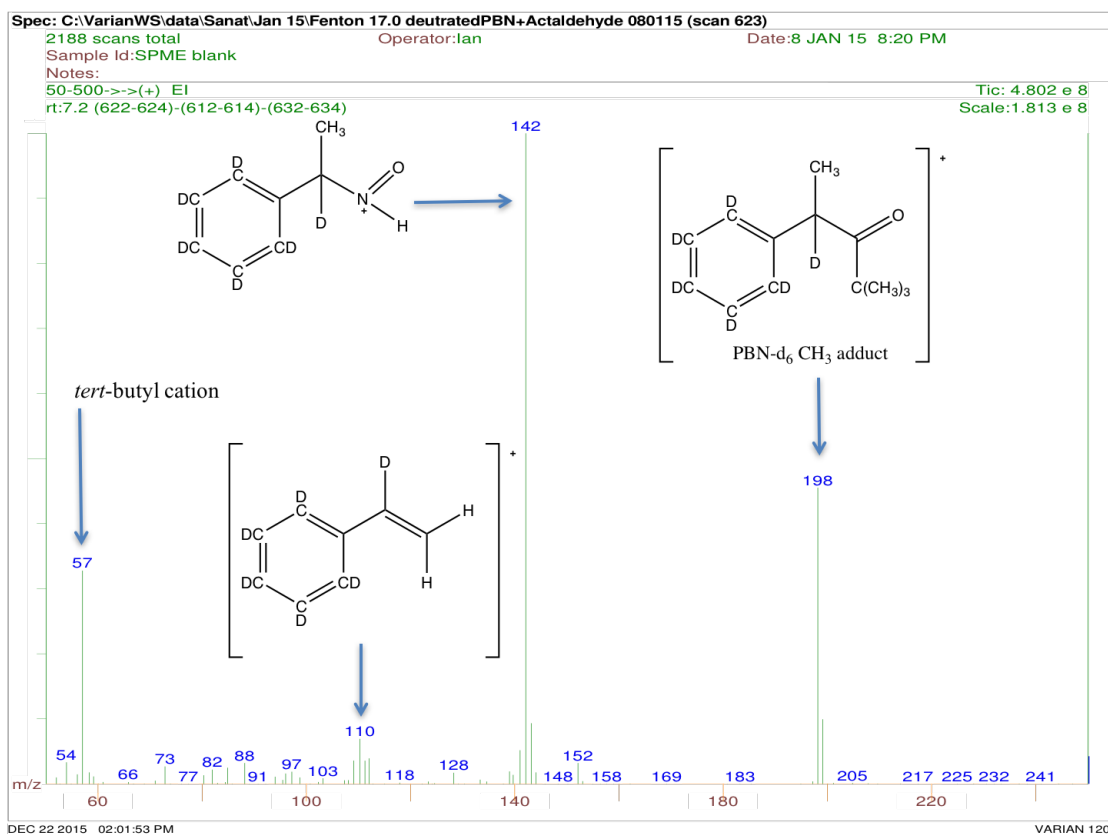 Spec: C:\VarianWS\data\Sanat\Jan 15\Fenton 17.0 deutratedPBN+Actaldehyde 080115 (scan 623)
2188 scans total Operator:Ian Date:8 JAN 15 8:20 PM
Sample Id:SPME blank
Notes:
50-500->->(+) EI Tic: 4.802 e 8
rt:7.2 (622-624)-(612-614)-(632-634) Scale:1.813 e 8
142
CH3
D
C
DC
O
N
+
H
D
DC
CD
C
D
+
CH3
O
D
C
DC
D
DC
CD
C(CH3)3
C
D
PBN-d6 CH3 adduct
tert-butyl cation
198
57
+
D
D
C
H
DC
DC
CD
H
C
D
110
54 66 73 77 82 88 91 97 103 118 128 148 152 158 169 183 205 217 225 232 241
m/z 60 100 140 180 220
DEC 22 2015 02:01:53 PM VARIAN 120